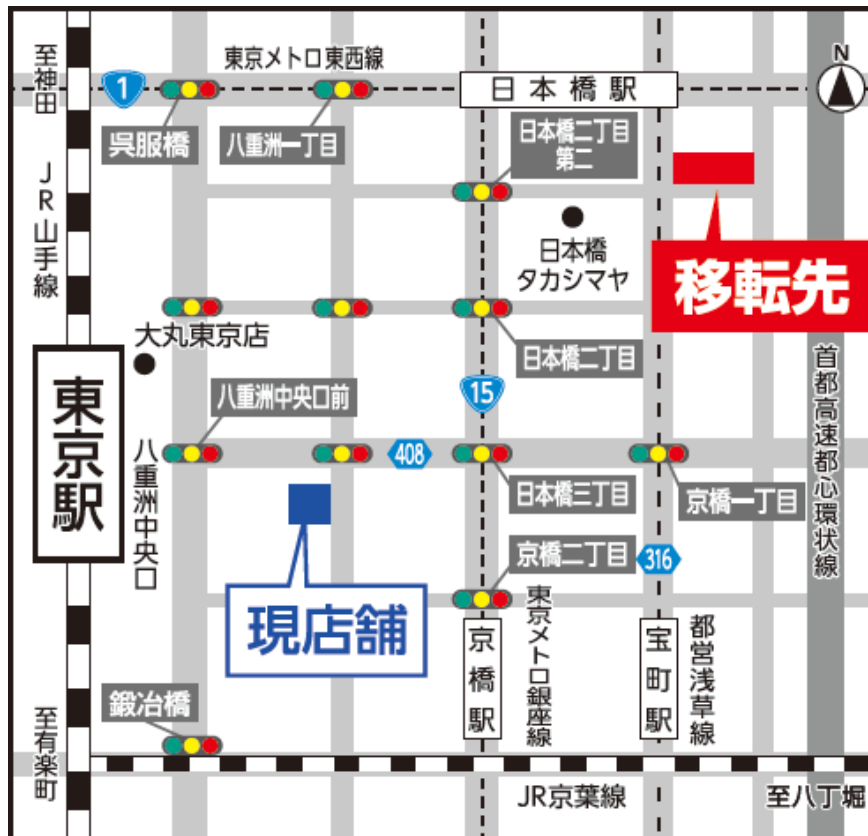 至神田
東京メトロ東西線
N
1
日本橋駅
呉服橋
八重洲一丁目
日本橋二丁目
第二
JR山手線
日本橋
タカシマヤ
移転先
大丸東京店
日本橋二丁目
首都高速都心環状線
東京駅
八重洲中央口前
15
八重洲中央口
408
日本橋三丁目
京橋一丁目
現店舗
京橋二丁目
316
東京メトロ銀座線
京橋駅
宝町駅
都営浅草線
鍛冶橋
至有楽町
JR京葉線
至八丁堀